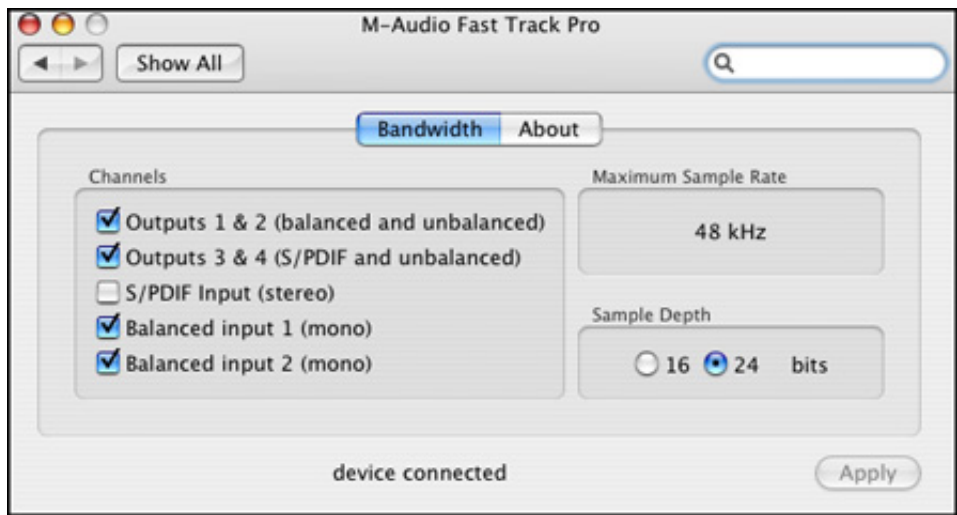 M-Audio Fast Track Pro
Show All
Bandwidth About
Channels
Outputs 1 & 2 (balanced and unbalanced)
Outputs 3 & 4 (S/PDIF and unbalanced)
S/PDIF Input (stereo)
Balanced input 1 (mono)
Balanced input 2 (mono)
Maximum Sample Rate
48 kHz
Sample Depth
16 24 bits
device connected
Apply